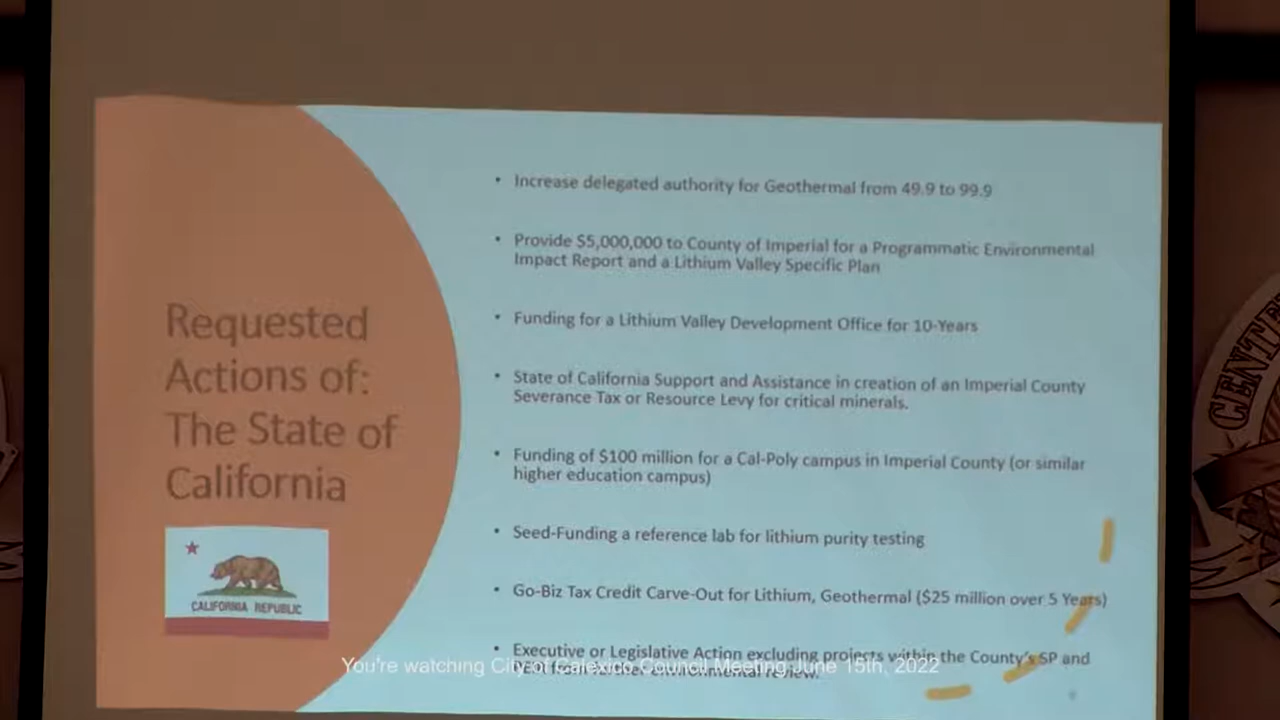 Requested
Actions of:
The State of
California
CALIFORNIA REPUBLIC
• Increase delegated authority for Geothermal from 49.9 to 99.9
• Provide $5,000,000 to County of Imperial for a Programmatic Environmental
Impact Report and a Lithium Valley Specific Plan
• Funding for a Lithium Valley Development Office for 10-Years
• State of California Support and Assistance in creation of an Imperial County
Severance Tax or Resource Levy for critical minerals.
• Funding of $100 million for a Cal-Poly campus in Imperial County (or similar
higher education campus)
• Seed-Funding a reference lab for lithium purity testing
• Go-Biz Tax Credit Carve-Out for Lithium, Geothermal ($25 million over 5 Years)
• Executive or Legislative Action excluding projects within the County's SP and
from further environmental review.
You're watching City of Calexico Council Meeting June 15th, 2022